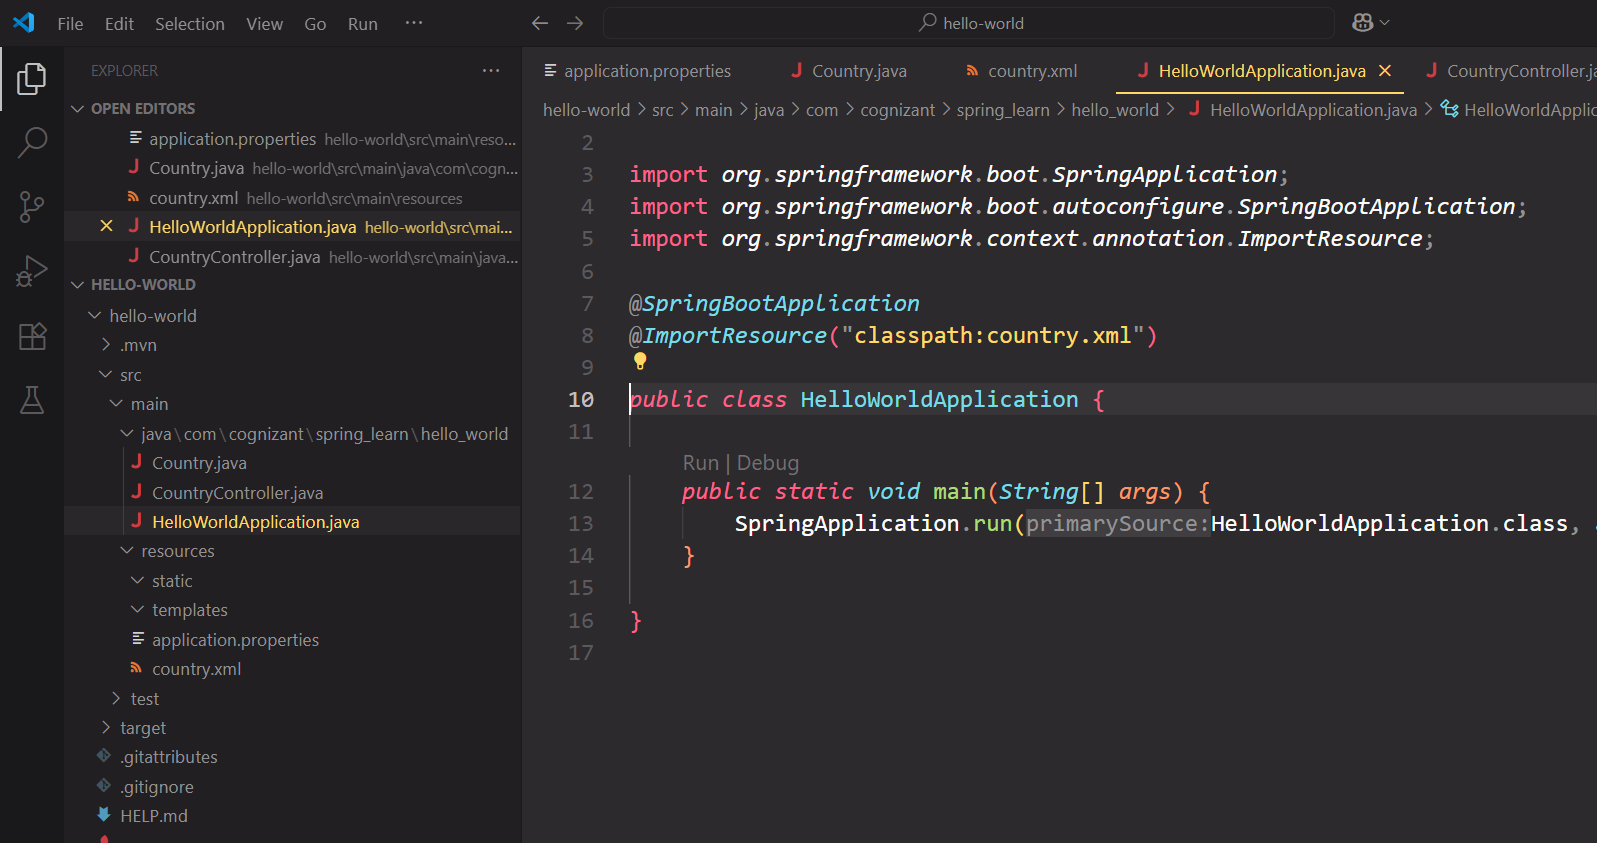 File Edit Selection View Go Run ···
hello-world
EXPLORER ···
OPEN EDITORS
application.properties hello-world\src\main\reso...
Country.java hello-world\src\main\java\com\cogn...
country.xml hello-world\src\main\resources
HelloWorldApplication.java hello-world\src\mai...
CountryController.java hello-world\src\main\java...
HELLO-WORLD
hello-world
.mvn
src
main
java\com\cognizant\spring_learn\hello_world
Country.java
CountryController.java
HelloWorldApplication.java
resources
static
templates
application.properties
country.xml
test
target
.gitattributes
.gitignore
HELP.md
application.properties Country.java country.xml HelloWorldApplication.java CountryController.ja
hello-world > src > main > java > com > cognizant > spring_learn > hello_world > HelloWorldApplication.java > HelloWorldApplic
2
3 import org.springframework.boot.SpringApplication;
4 import org.springframework.boot.autoconfigure.SpringBootApplication;
5 import org.springframework.context.annotation.ImportResource;
6
7 @SpringBootApplication
8 @ImportResource("classpath:country.xml")
9
10 public class HelloWorldApplication {
11
Run | Debug
12 public static void main(String[] args) {
13 SpringApplication.run(primarySource:HelloWorldApplication.class,
14 }
15
16 }
17